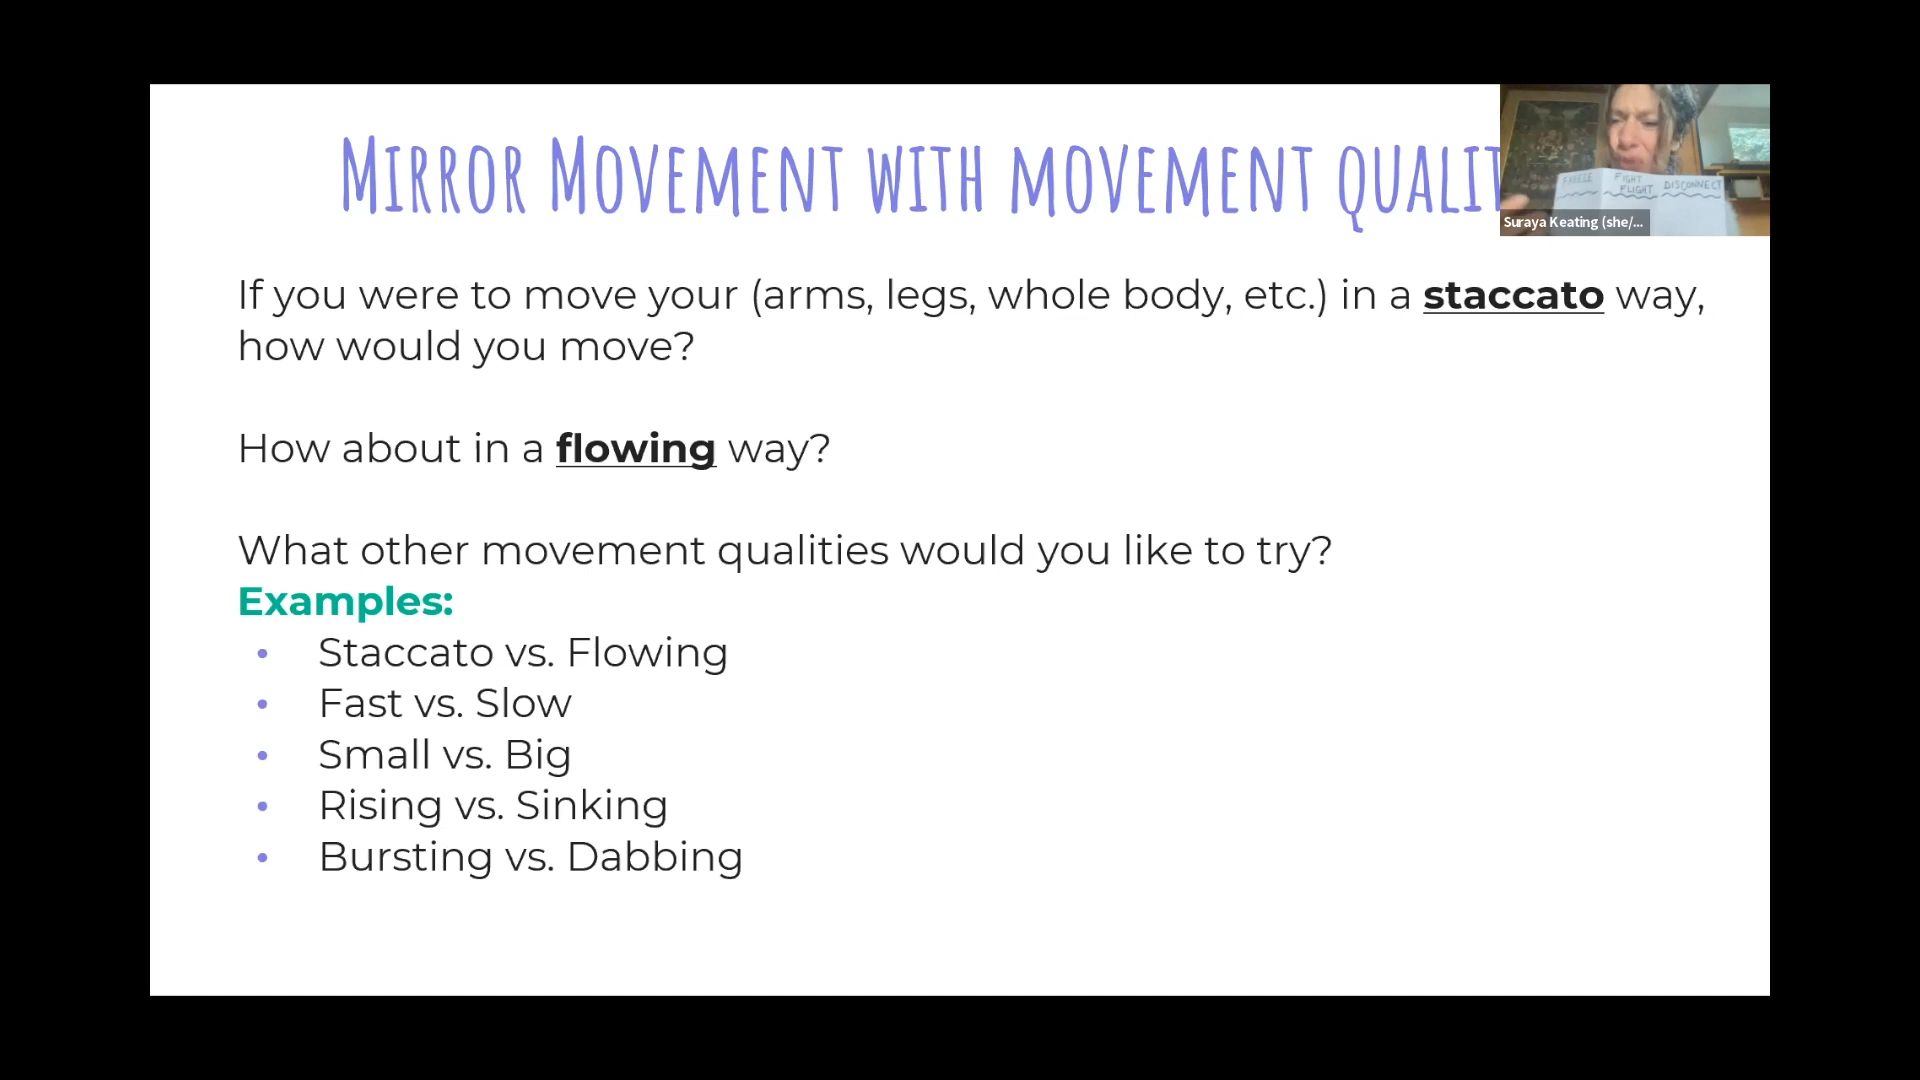 Mirror Movement with movement qualit
If you were to move your (arms, legs, whole body, etc.) in a staccato way,
how would you move?
How about in a flowing way?
What other movement qualities would you like to try?
Examples:
• Staccato vs. Flowing
• Fast vs. Slow
• Small vs. Big
• Rising vs. Sinking
• Bursting vs. Dabbing
FREEZE
FIGHT
FLIGHT
DISCONNECT
Suraya Keating (she/...